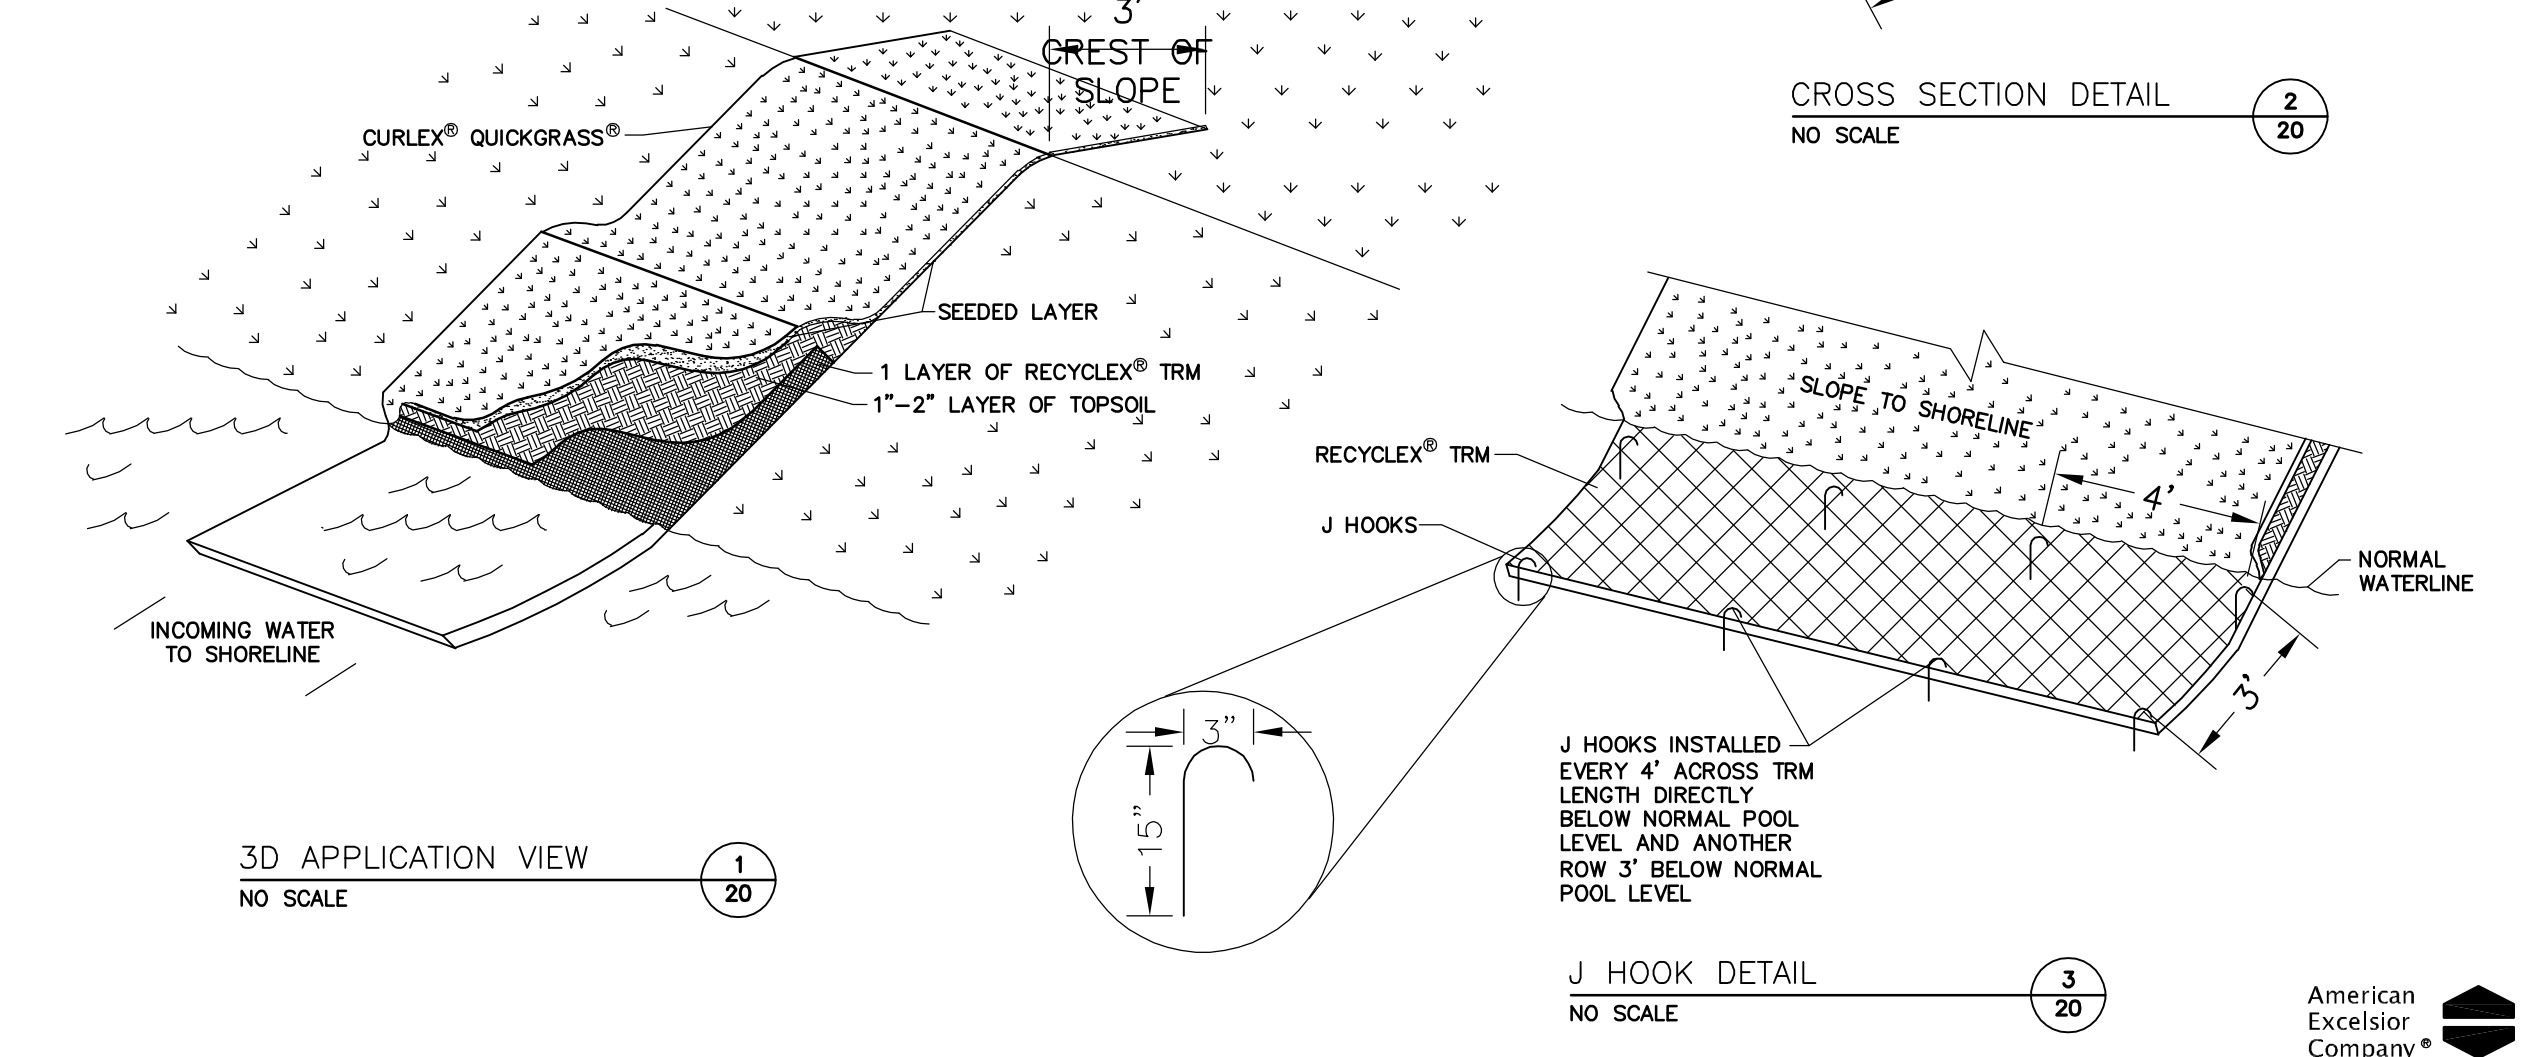 3'
CREST OF
SLOPE
CURLEX® QUICKGRASS®
SEEDED LAYER
1 LAYER OF RECYCLEX® TRM
1"-2" LAYER OF TOPSOIL
INCOMING WATER
TO SHORELINE
3D APPLICATION VIEW
NO SCALE
1
20
CROSS SECTION DETAIL
NO SCALE
2
20
SLOPE TO SHORELINE
RECYCLEX® TRM
J HOOKS
4'
NORMAL
WATERLINE
3'
3"
15"
J HOOKS INSTALLED
EVERY 4' ACROSS TRM
LENGTH DIRECTLY
BELOW NORMAL POOL
LEVEL AND ANOTHER
ROW 3' BELOW NORMAL
POOL LEVEL
J HOOK DETAIL
NO SCALE
3
20
American
Excelsior
Company®